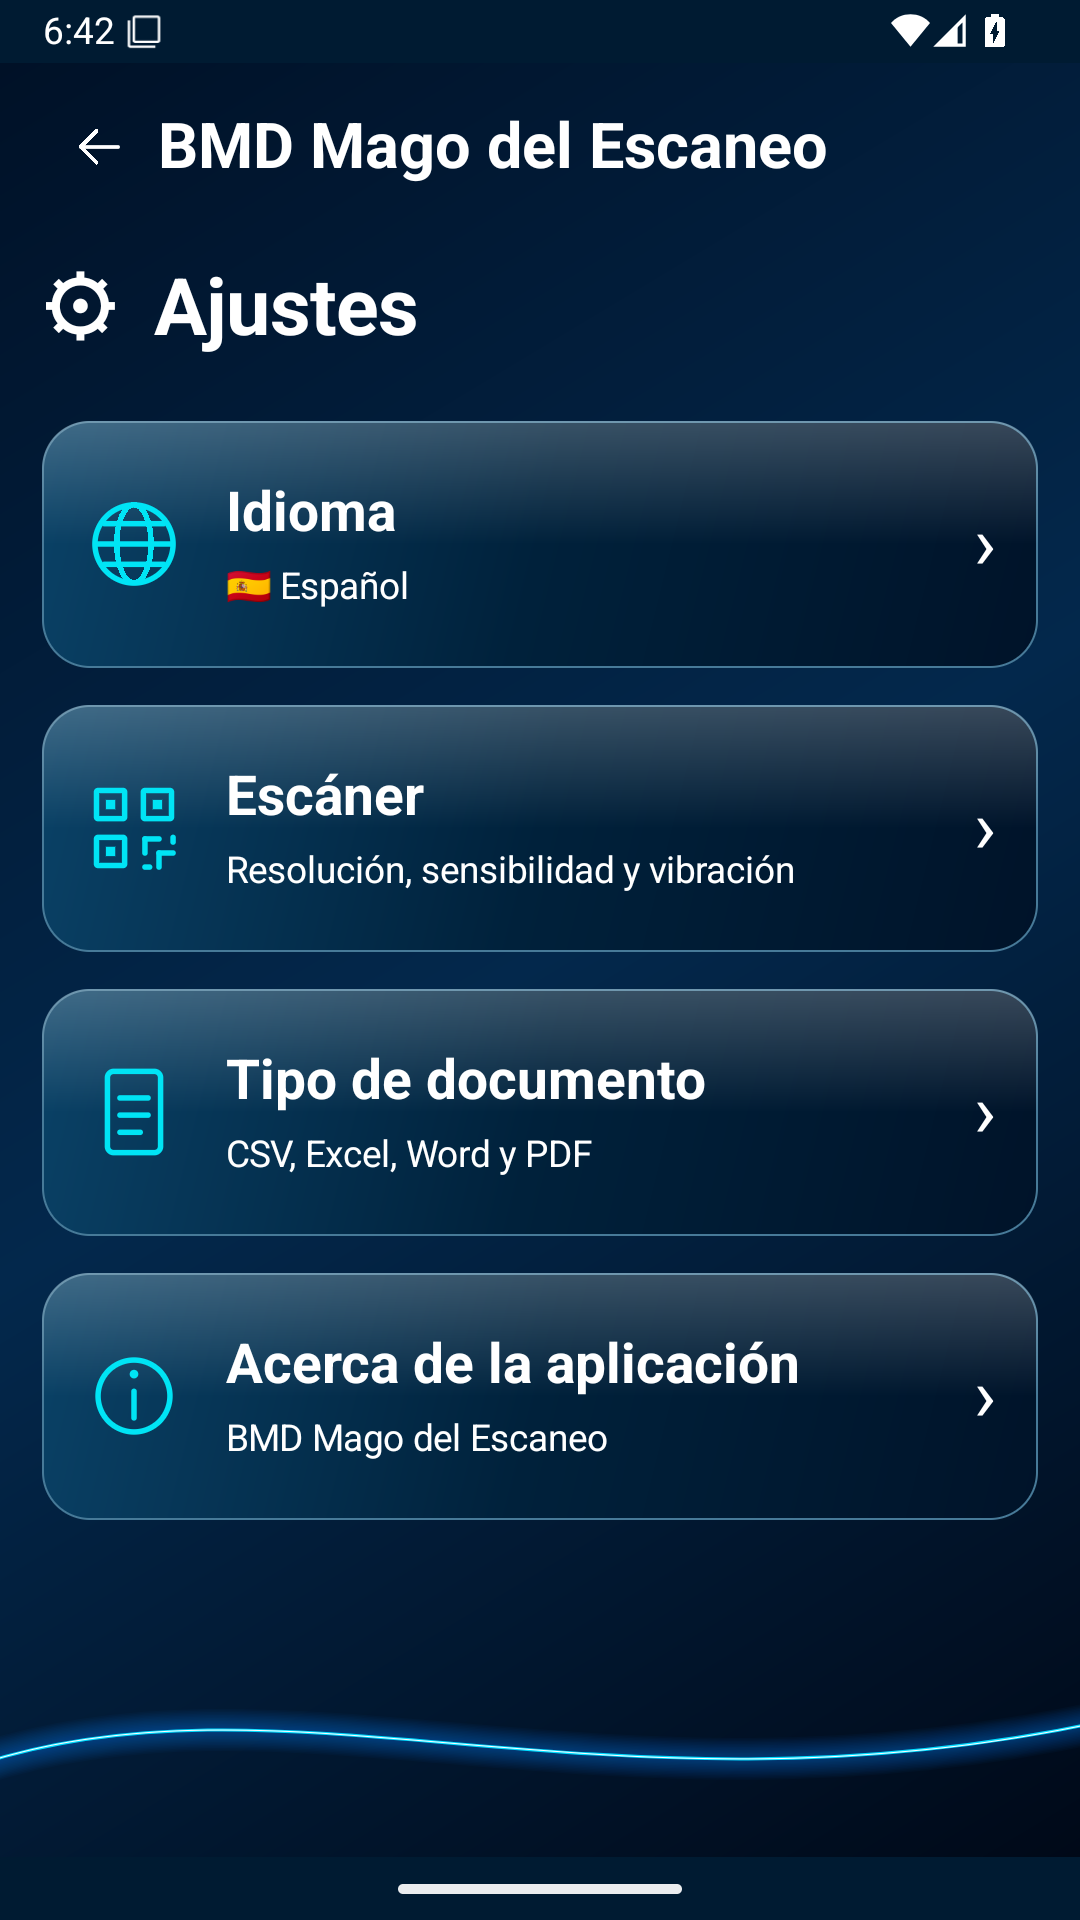 6:42
BMD Mago del Escaneo
Ajustes
Idioma
🇪🇸 Español
Escáner
Resolución, sensibilidad y vibración
Tipo de documento
CSV, Excel, Word y PDF
Acerca de la aplicación
BMD Mago del Escaneo